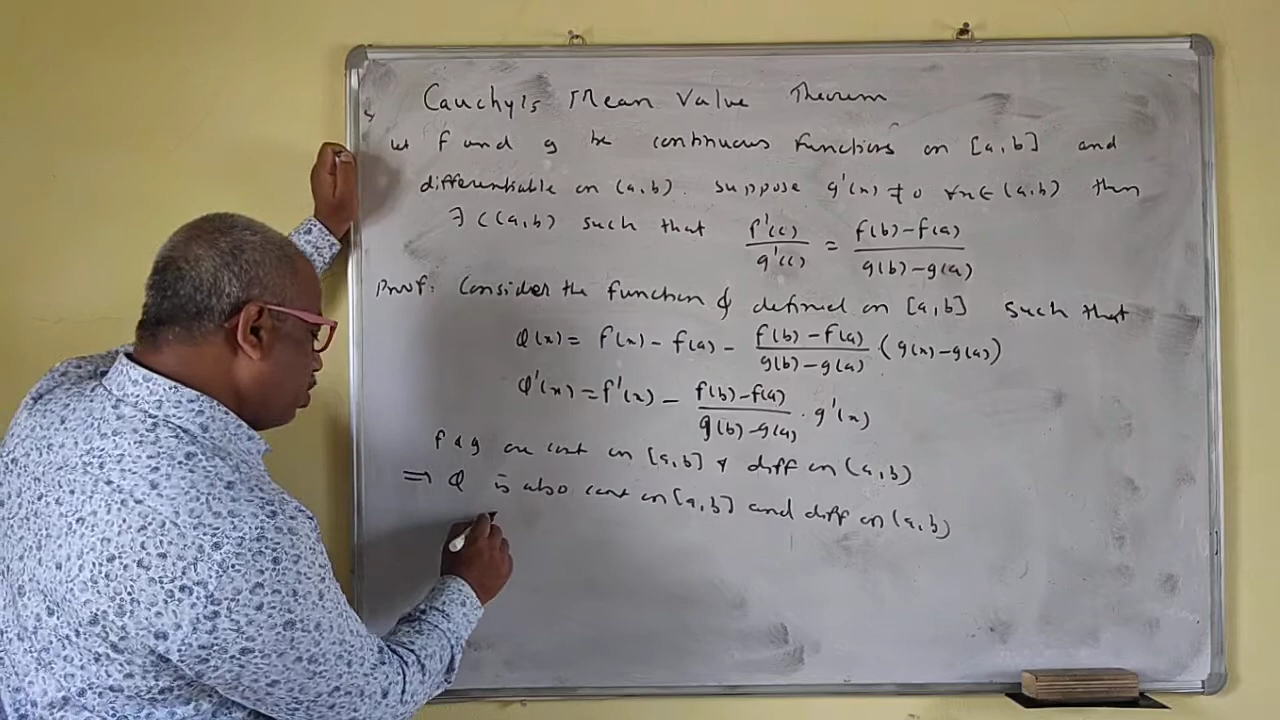 Cauchy's Mean Value Theorem
Let f and g be continuous functions on [a,b] and
differentiable on (a,b). Suppose g'(x) ≠ 0 ∀x∈(a,b) then
∃ c∈(a,b) such that f'(c)/g'(c) = (f(b)-f(a))/(g(b)-g(a))
Proof: Consider the function φ defined on [a,b] such that
φ(x) = f(x) - f(a) - (f(b)-f(a))/(g(b)-g(a)) · (g(x)-g(a))
φ'(x) = f'(x) - (f(b)-f(a))/(g(b)-g(a)) · g'(x)
f & g are cont on [a,b] & diff on (a,b)
⇒ φ is also cont on [a,b] and diff on (a,b)